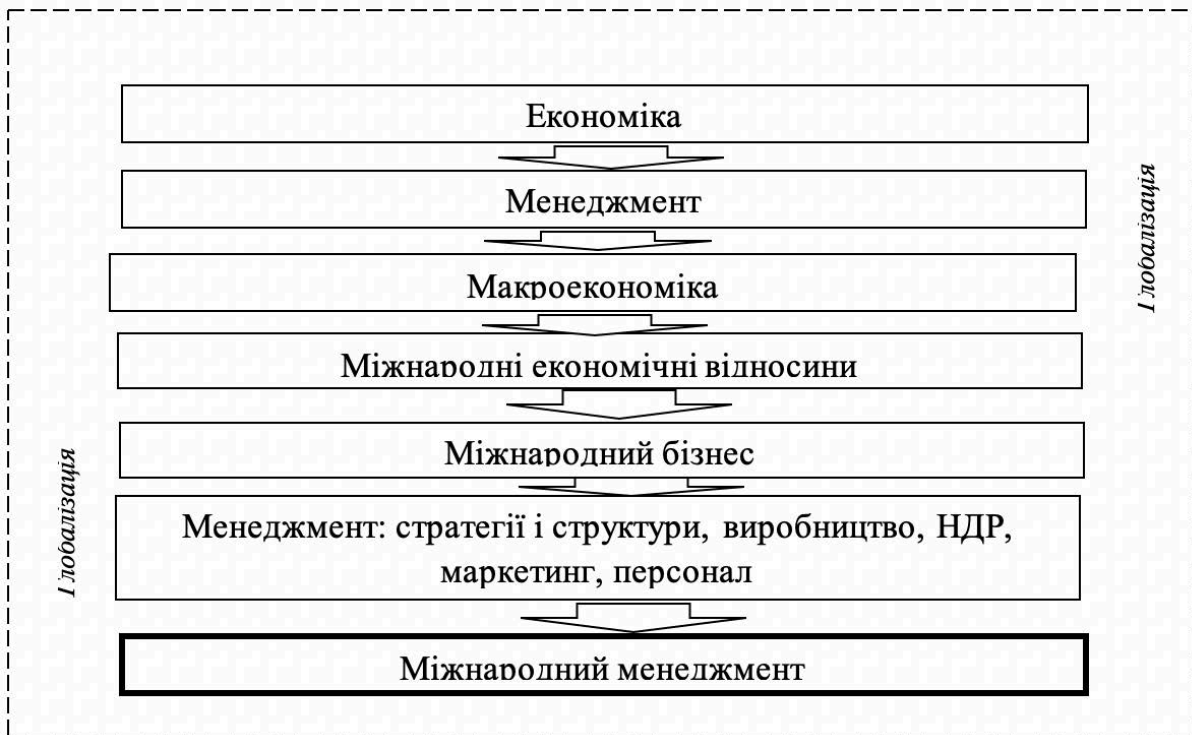 Економіка
Менеджмент
Глобалізація
Макроекономіка
Міжнародні економічні відносини
Міжнародний бізнес
Глобалізація
Менеджмент: стратегії і структури, виробництво, НДР,
маркетинг, персонал
Міжнародний менеджмент